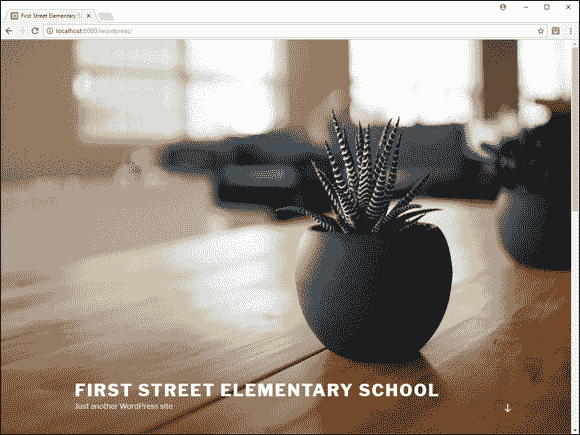 First Street Elementary S
localhost:8080/wordpress/
FIRST STREET ELEMENTARY SCHOOL
Just another WordPress site